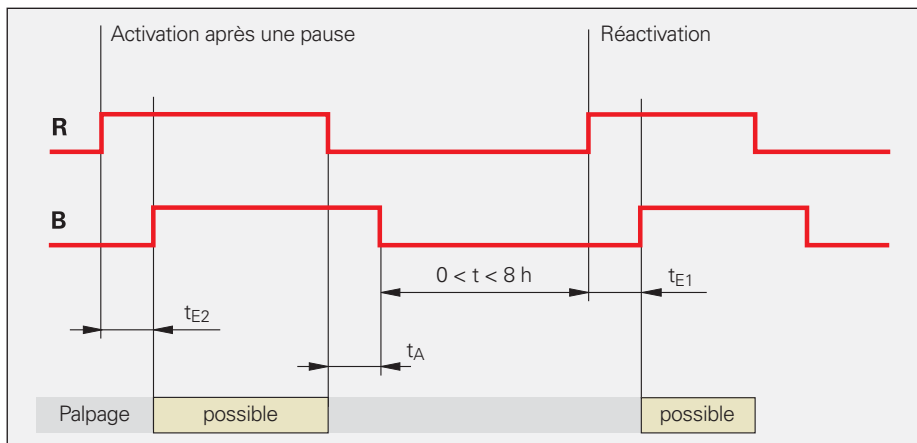 Activation après une pause
Réactivation
R
B
0 < t < 8 h
tE1
tE2
tA
Palpage
possible
possible